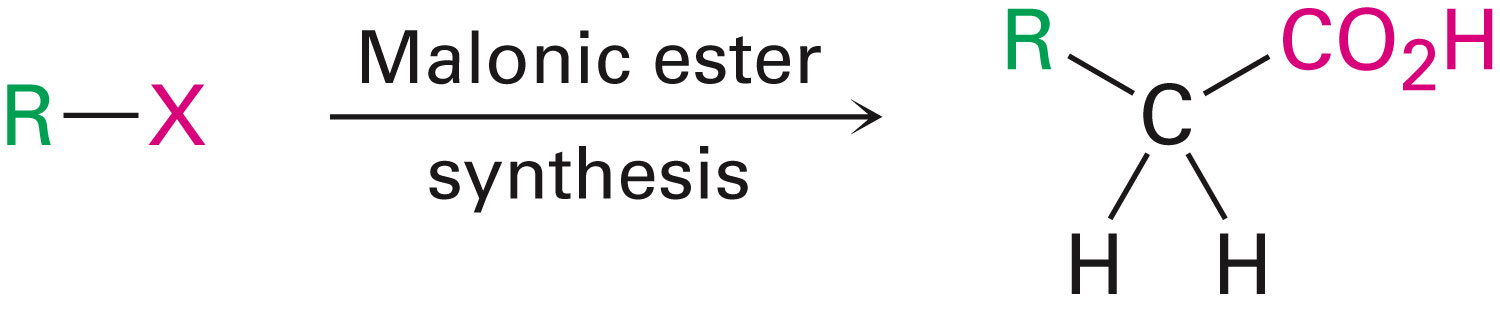 R—X
Malonic ester
synthesis
R CO₂H
C
H H